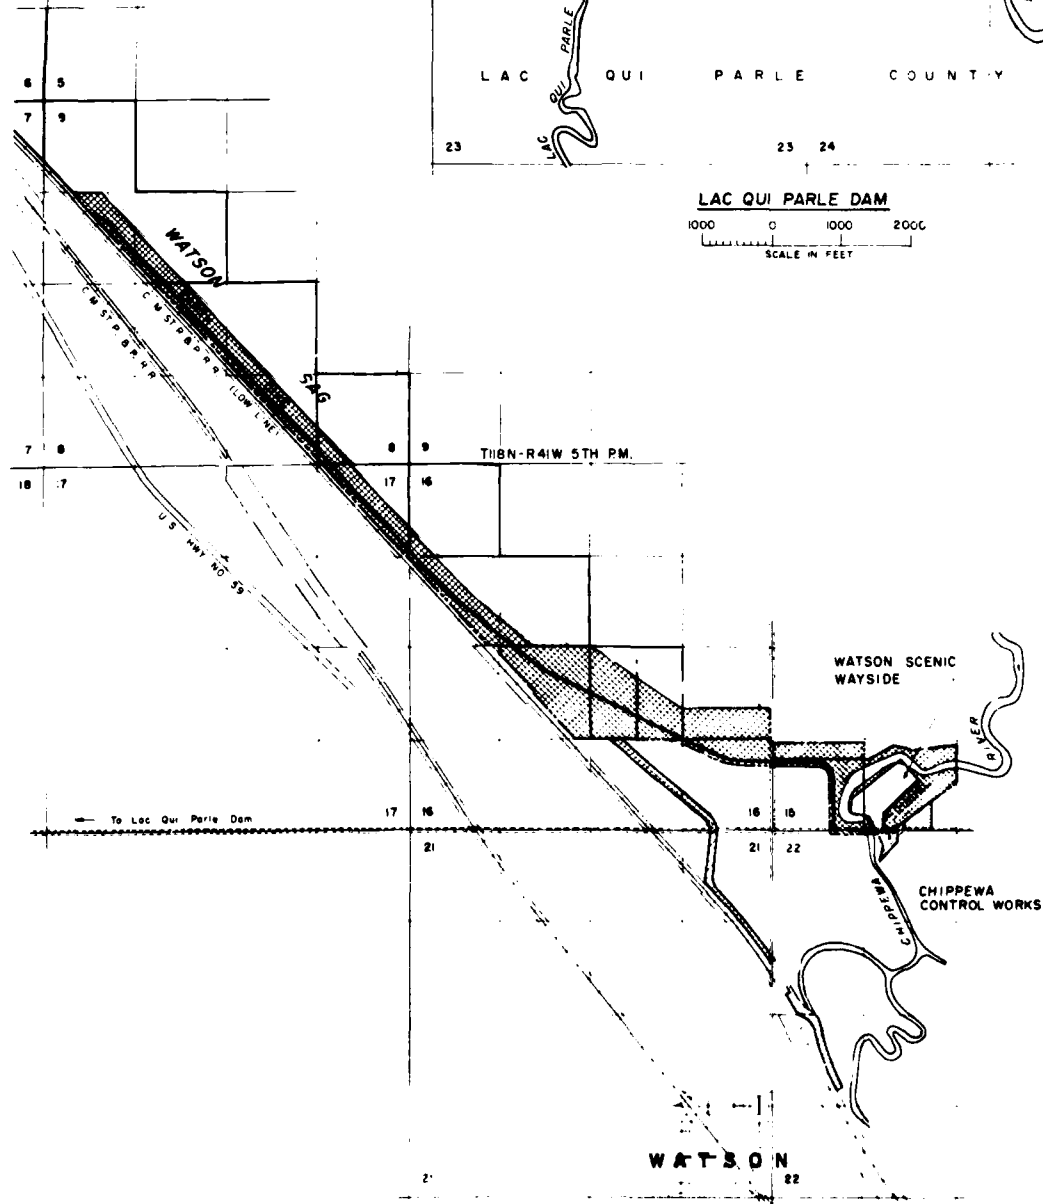 PARLE
QUI
LAC
LAC QUI PARLE COUNTY
6 5
7 9
23
23 24
LAC QUI PARLE DAM
1000 0 1000 2000
SCALE IN FEET
WATSON
SAG
C M ST P & P R R
C M ST P & P R R (LOW LINE)
7 8
18 17
8 9
17 16
T118N-R41W 5TH P.M.
U S HWY NO 59
WATSON SCENIC
WAYSIDE
RIVER
To Lac Qui Parle Dam
17 16
21
16 15
21 22
CHIPPEWA
CHIPPEWA
CONTROL WORKS
WATSON
21
22